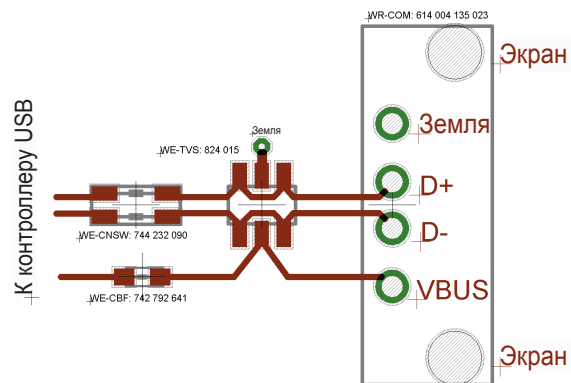 WR-COM: 614 004 135 023
Экран
Земля
Земля
WE-TVS: 824 015
D+
D-
WE-CNSW: 744 232 090
VBUS
WE-CBF: 742 792 641
К контроллеру USB
Экран